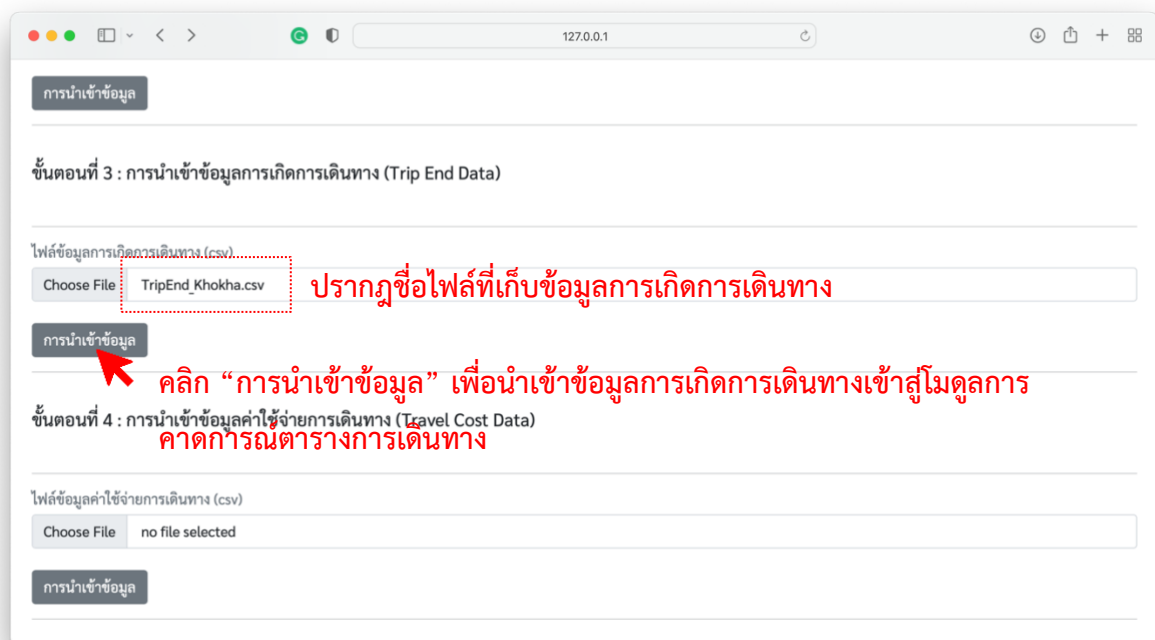 127.0.0.1
การนำเข้าข้อมูล
ขั้นตอนที่ 3 : การนำเข้าข้อมูลการเกิดการเดินทาง (Trip End Data)
ไฟล์ข้อมูลการเกิดการเดินทาง (csv)
Choose File TripEnd_Khokha.csv ปรากฎชื่อไฟล์ที่เก็บข้อมูลการเกิดการเดินทาง
การนำเข้าข้อมูล
คลิก “การนำเข้าข้อมูล” เพื่อนำเข้าข้อมูลการเกิดการเดินทางเข้าสู่โมดูลการ
ขั้นตอนที่ 4 : การนำเข้าข้อมูลค่าใช้จ่ายการเดินทาง (Travel Cost Data)
คาดการณ์ตารางการเดินทาง
ไฟล์ข้อมูลค่าใช้จ่ายการเดินทาง (csv)
Choose File no file selected
การนำเข้าข้อมูล